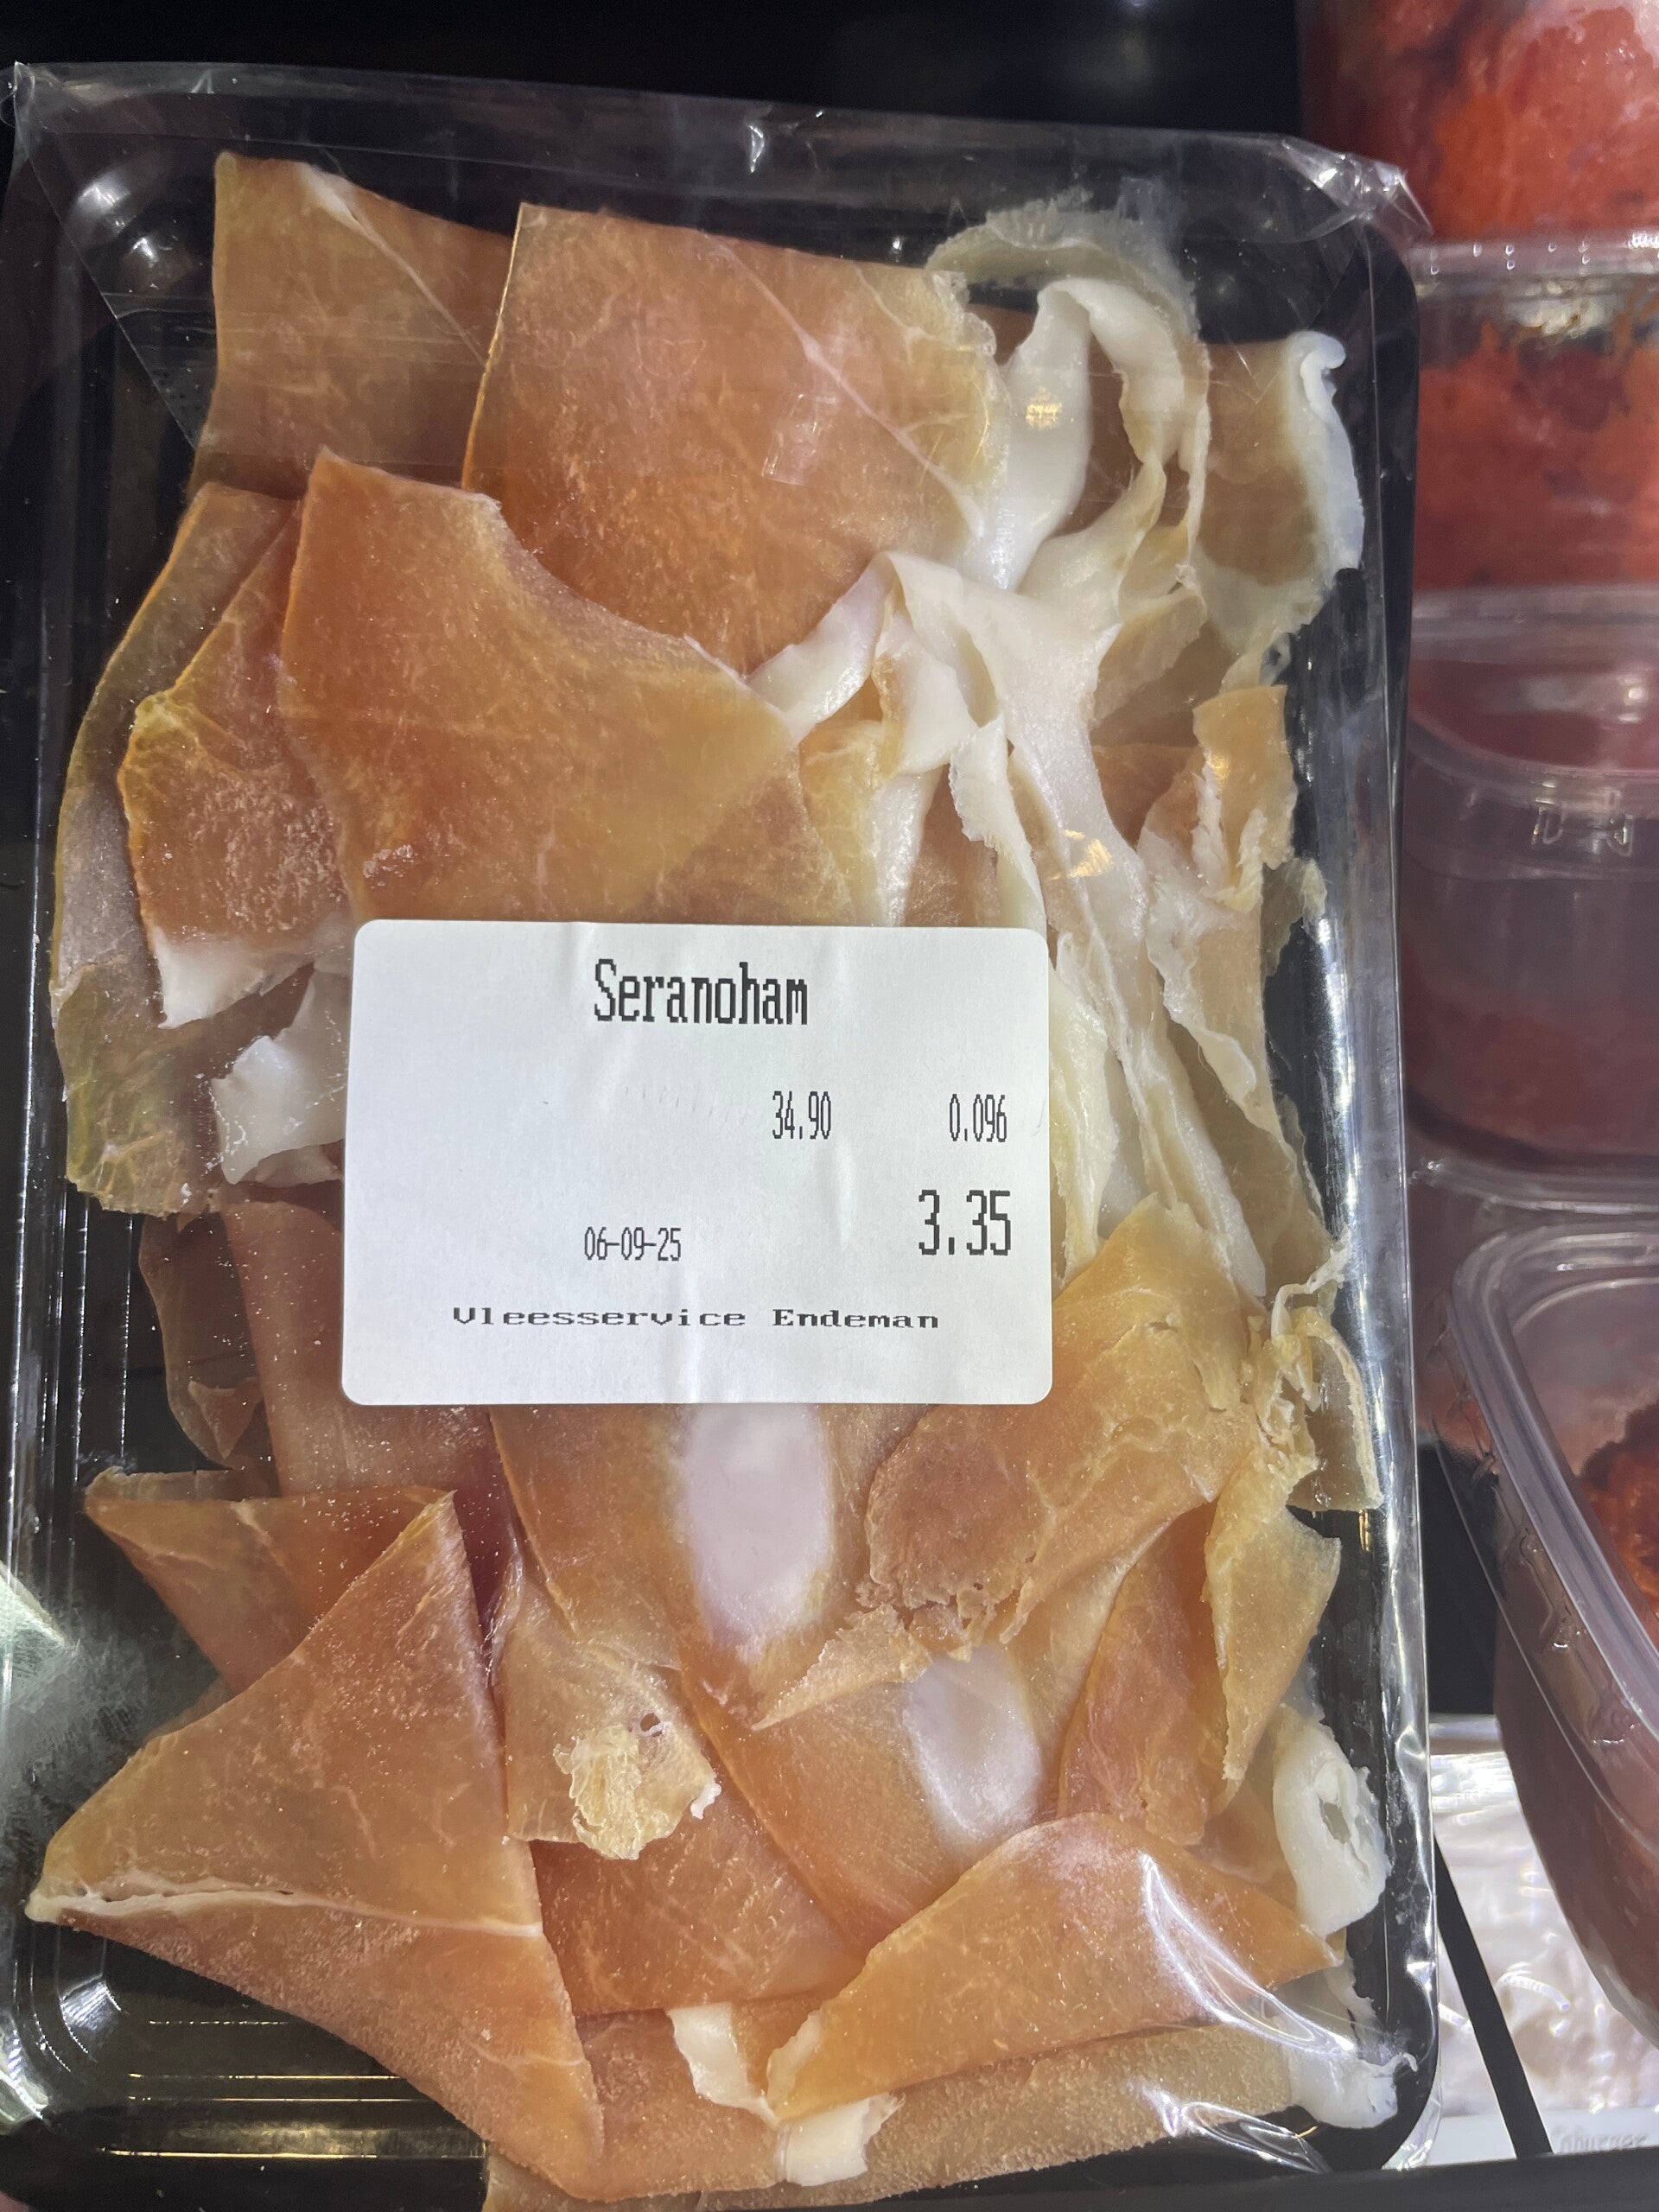 Seranoham
34.90 0.096
3.35
06-09-25
Vleesservice Endeman